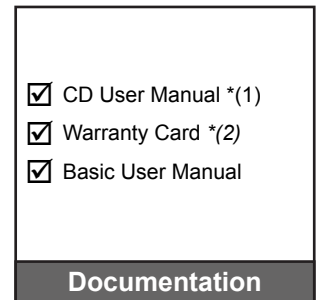 CD User Manual *(1)
Warranty Card *(2)
Basic User Manual
Documentation